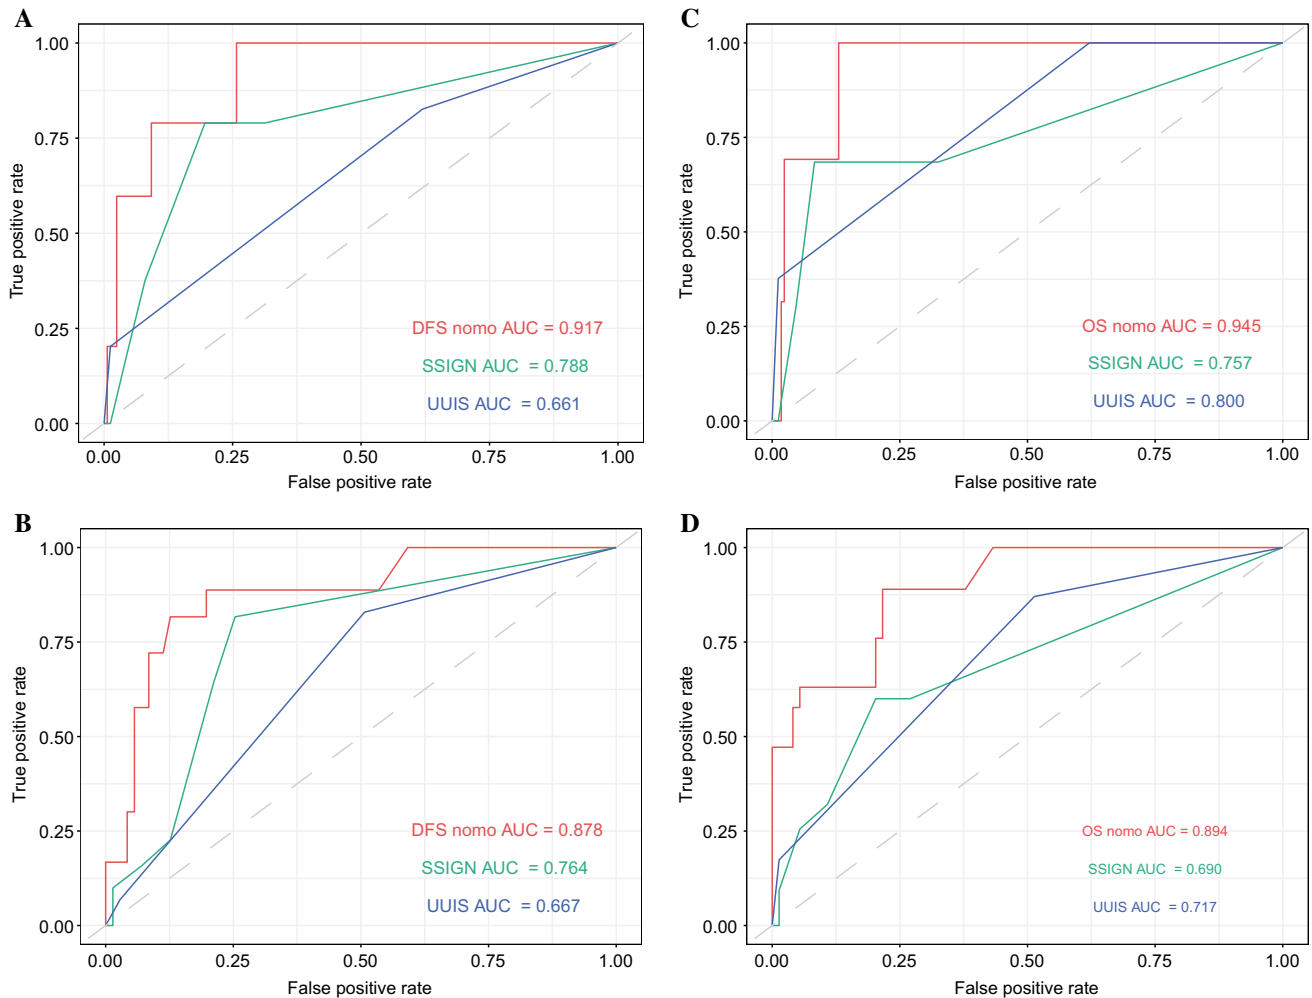 A
1.00
0.75
0.50
0.25
0.00
True positive rate
DFS nomo AUC = 0.917
SSIGN AUC = 0.788
UUIS AUC = 0.661
0.00 0.25 0.50 0.75 1.00
False positive rate
C
1.00
0.75
0.50
0.25
0.00
True positive rate
OS nomo AUC = 0.945
SSIGN AUC = 0.757
UUIS AUC = 0.800
0.00 0.25 0.50 0.75 1.00
False positive rate
B
1.00
0.75
0.50
0.25
0.00
True positive rate
DFS nomo AUC = 0.878
SSIGN AUC = 0.764
UUIS AUC = 0.667
0.00 0.25 0.50 0.75 1.00
False positive rate
D
1.00
0.75
0.50
0.25
0.00
True positive rate
OS nomo AUC = 0.894
SSIGN AUC = 0.690
UUIS AUC = 0.717
0.00 0.25 0.50 0.75 1.00
False positive rate